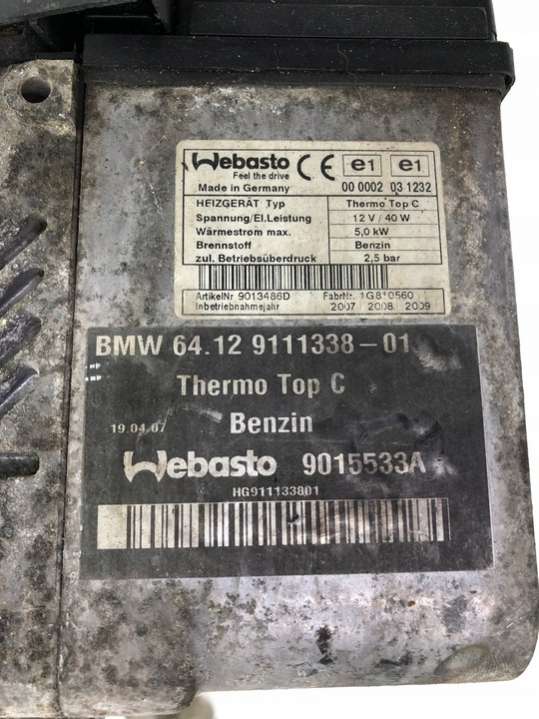 Webasto CE e1 e1
Feel the drive
Made in Germany 00 0002 03 1232
HEIZGERÄT Typ Thermo Top C
Spannung/El.Leistung 12 V / 40 W
Wärmestrom max. 5,0 kW
Brennstoff Benzin
zul. Betriebsüberdruck 2,5 bar
ArtikelNr 9013486D FabrNr.
Inbetriebnahmejahr 2007 2008 2009
BMW 64.12 9111338-01
Thermo Top C
19.04.07 Benzin
Webasto 9015533A
HG911133801